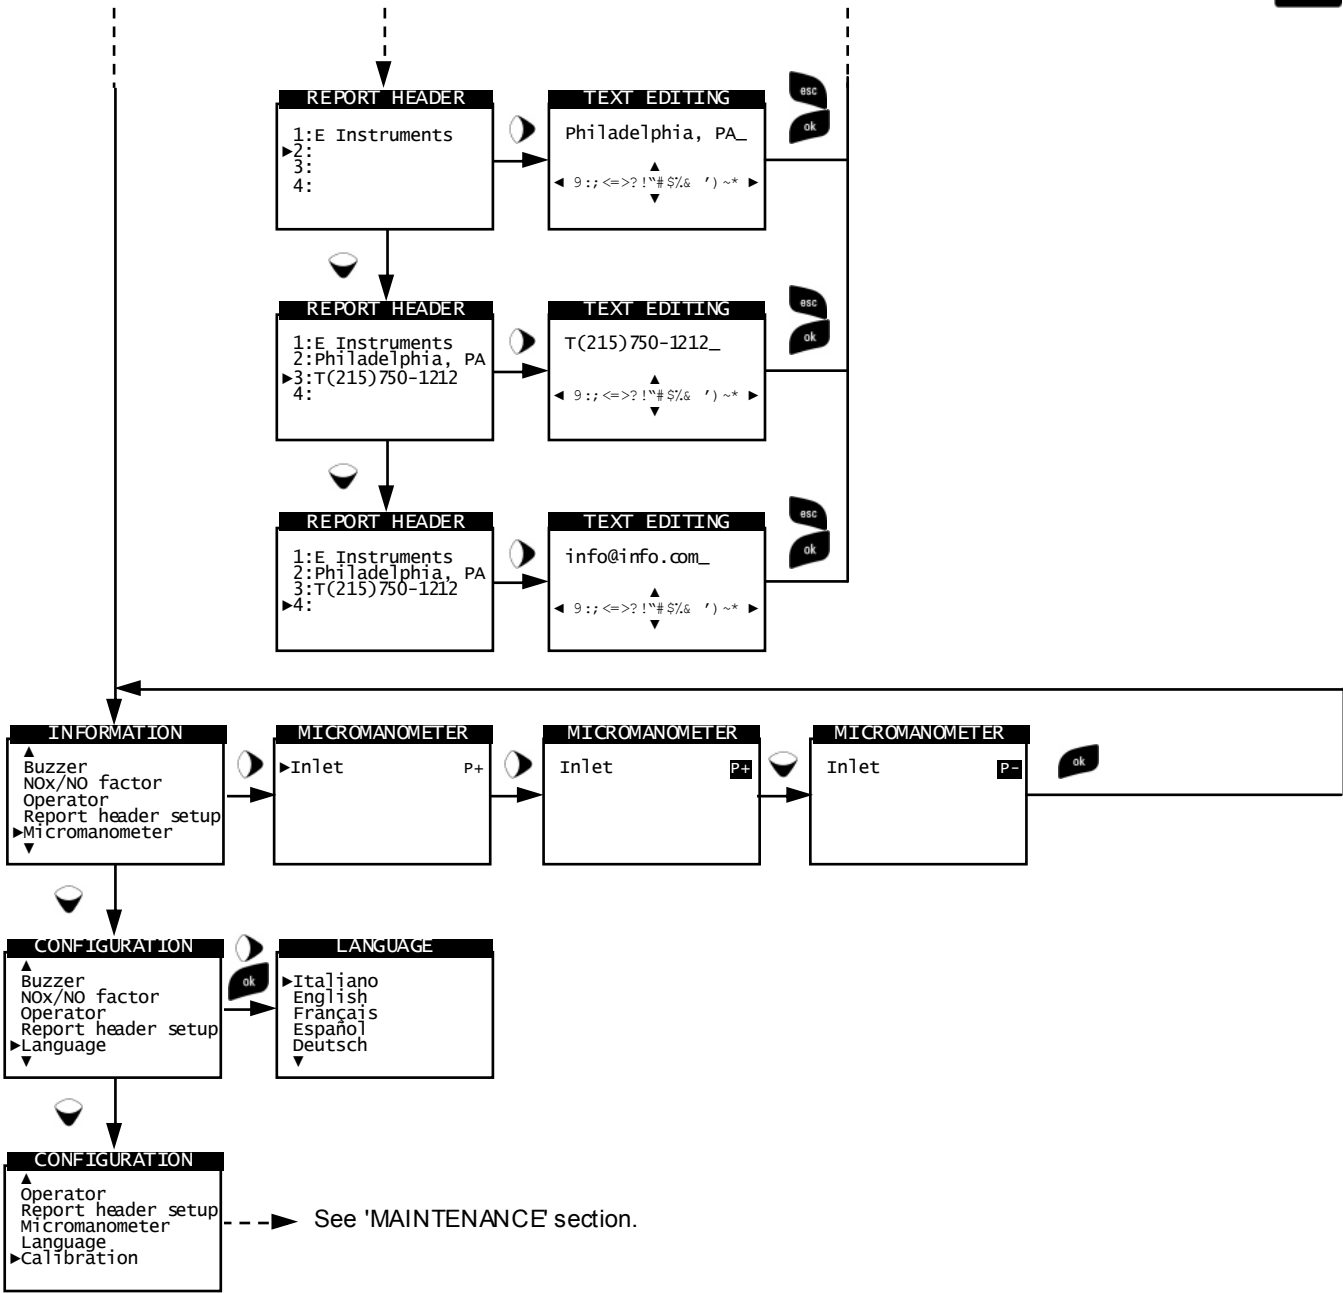 REPORT HEADER
1:E Instruments
►2:
3:
4:
TEXT EDITING
Philadelphia, PA_
▲
◄ 9:;<=>?!"#$%& ')~* ►
▼
esc
ok
REPORT HEADER
1:E Instruments
2:Philadelphia, PA
►3:T(215)750-1212
4:
TEXT EDITING
T(215)750-1212_
▲
◄ 9:;<=>?!"#$%& ')~* ►
▼
esc
ok
REPORT HEADER
1:E Instruments
2:Philadelphia, PA
3:T(215)750-1212
►4:
TEXT EDITING
info@info.com_
▲
◄ 9:;<=>?!"#$%& ')~* ►
▼
esc
ok
INFORMATION
▲
Buzzer
NOx/NO factor
Operator
Report header setup
►Micromanometer
▼
MICROMANOMETER
►Inlet P+
MICROMANOMETER
Inlet P+
MICROMANOMETER
Inlet P-
ok
CONFIGURATION
▲
Buzzer
NOx/NO factor
Operator
Report header setup
►Language
▼
ok
LANGUAGE
►Italiano
English
Français
Español
Deutsch
▼
CONFIGURATION
▲
Operator
Report header setup
Micromanometer
Language
►Calibration
See 'MAINTENANCE' section.